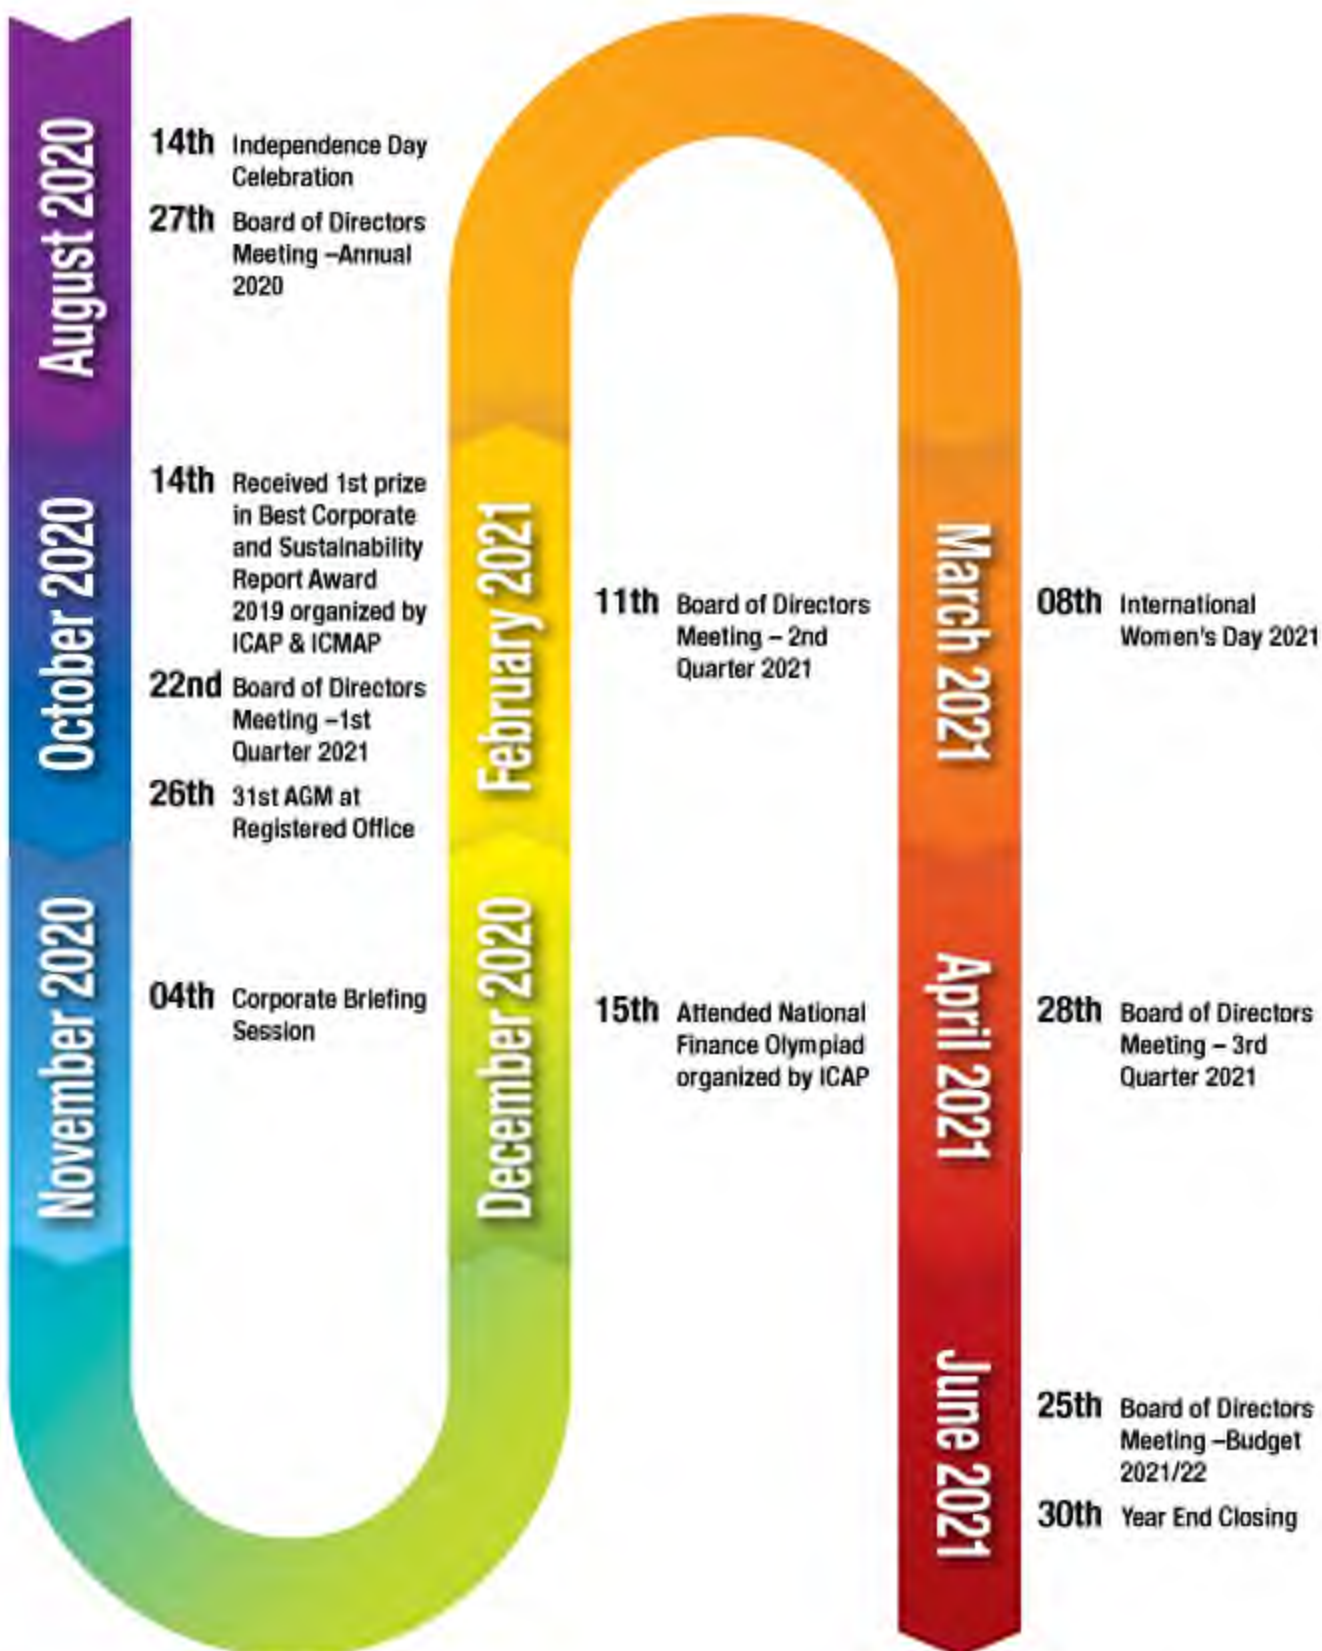 August 2020
14th Independence Day
Celebration
27th Board of Directors
Meeting –Annual
2020
October 2020
14th Received 1st prize
in Best Corporate
and Sustainability
Report Award
2019 organized by
ICAP & ICMAP
22nd Board of Directors
Meeting –1st
Quarter 2021
26th 31st AGM at
Registered Office
November 2020
04th Corporate Briefing
Session
December 2020
15th Attended National
Finance Olympiad
organized by ICAP
February 2021
11th Board of Directors
Meeting – 2nd
Quarter 2021
March 2021
08th International
Women's Day 2021
April 2021
28th Board of Directors
Meeting – 3rd
Quarter 2021
June 2021
25th Board of Directors
Meeting –Budget
2021/22
30th Year End Closing